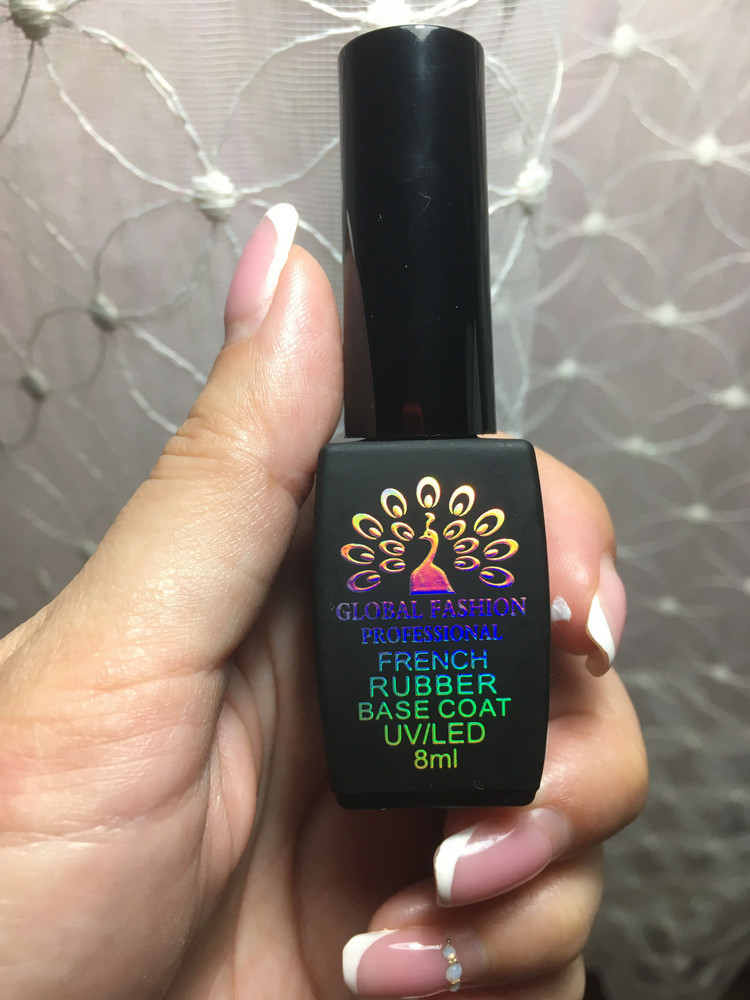 GLOBAL FASHION
PROFESSIONAL
FRENCH
RUBBER
BASE COAT
UV/LED
8ml